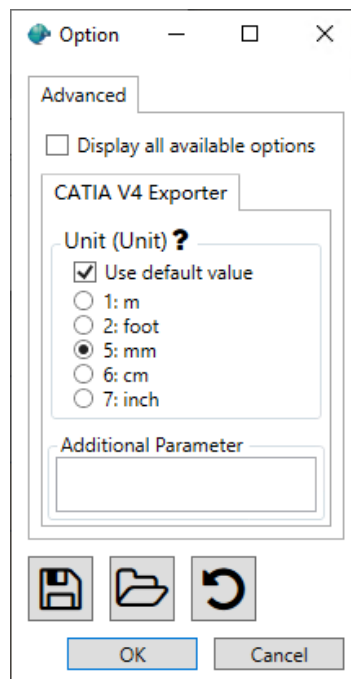 Option
Advanced
Display all available options
CATIA V4 Exporter
Unit (Unit) ?
Use default value
1: m
2: foot
5: mm
6: cm
7: inch
Additional Parameter
OK
Cancel